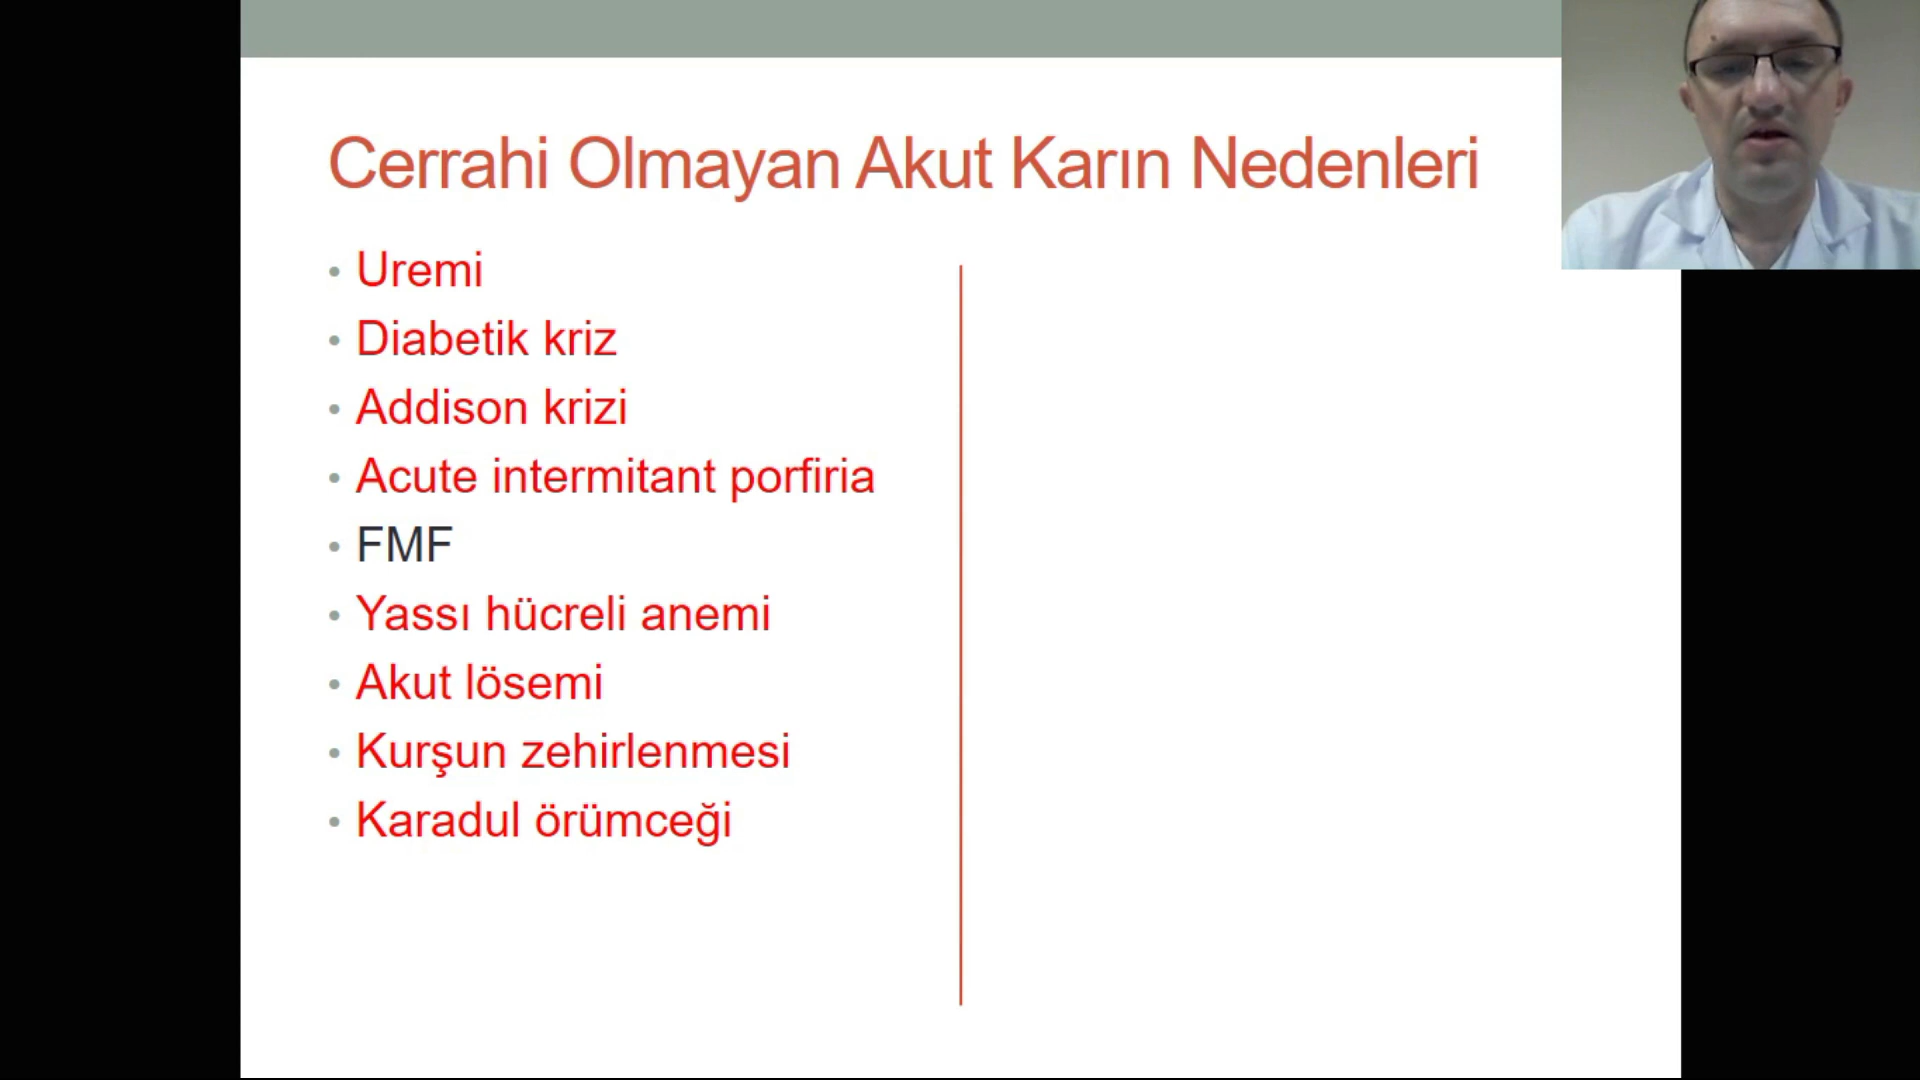 Cerrahi Olmayan Akut Karın Nedenleri
• Uremi
• Diabetik kriz
• Addison krizi
• Acute intermitant porfiria
• FMF
• Yassı hücreli anemi
• Akut lösemi
• Kurşun zehirlenmesi
• Karadul örümceği